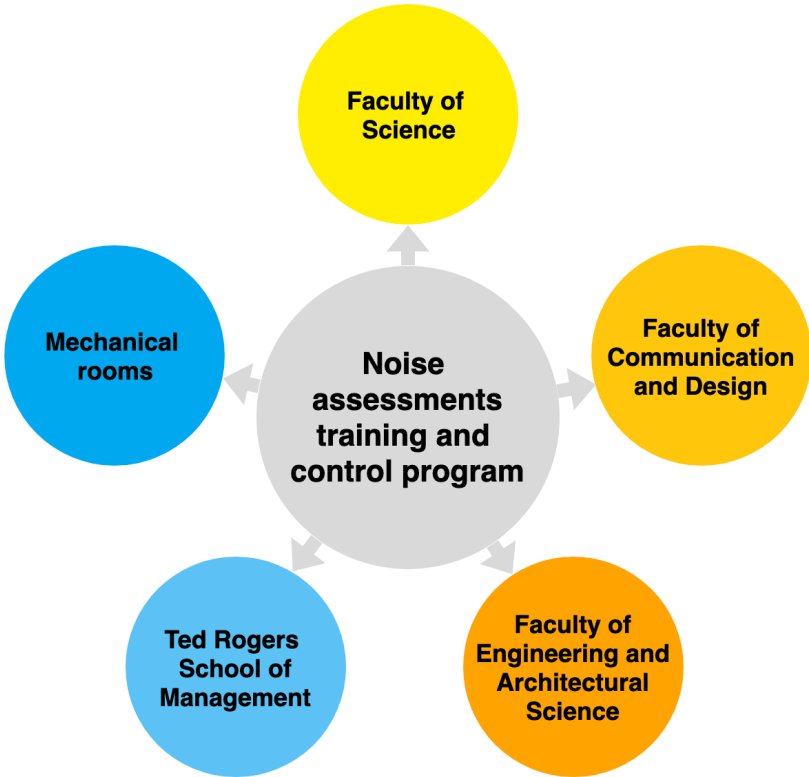 Faculty of
Science
Mechanical
rooms
Faculty of
Communication
and Design
Noise
assessments
training and
control program
Ted Rogers
School of
Management
Faculty of
Engineering and
Architectural
Science